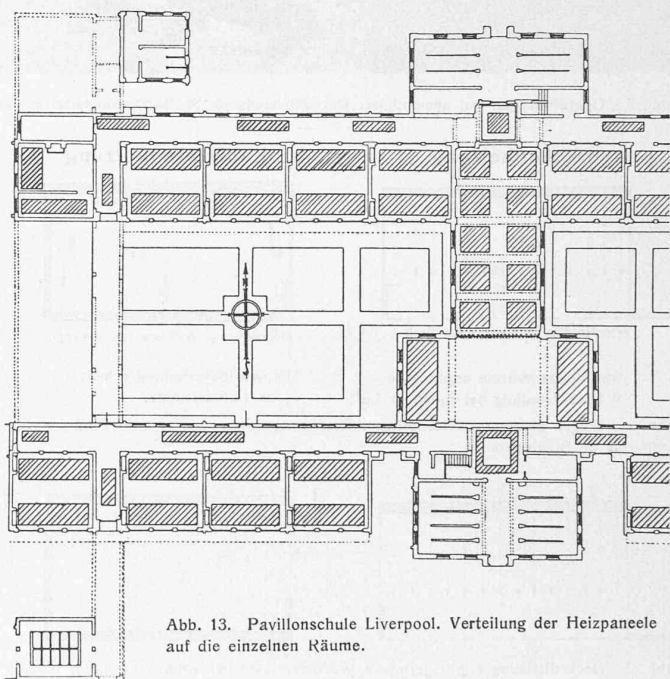 Abb. 13. Pavillonschule Liverpool. Verteilung der Heizpaneele
auf die einzelnen Räume.